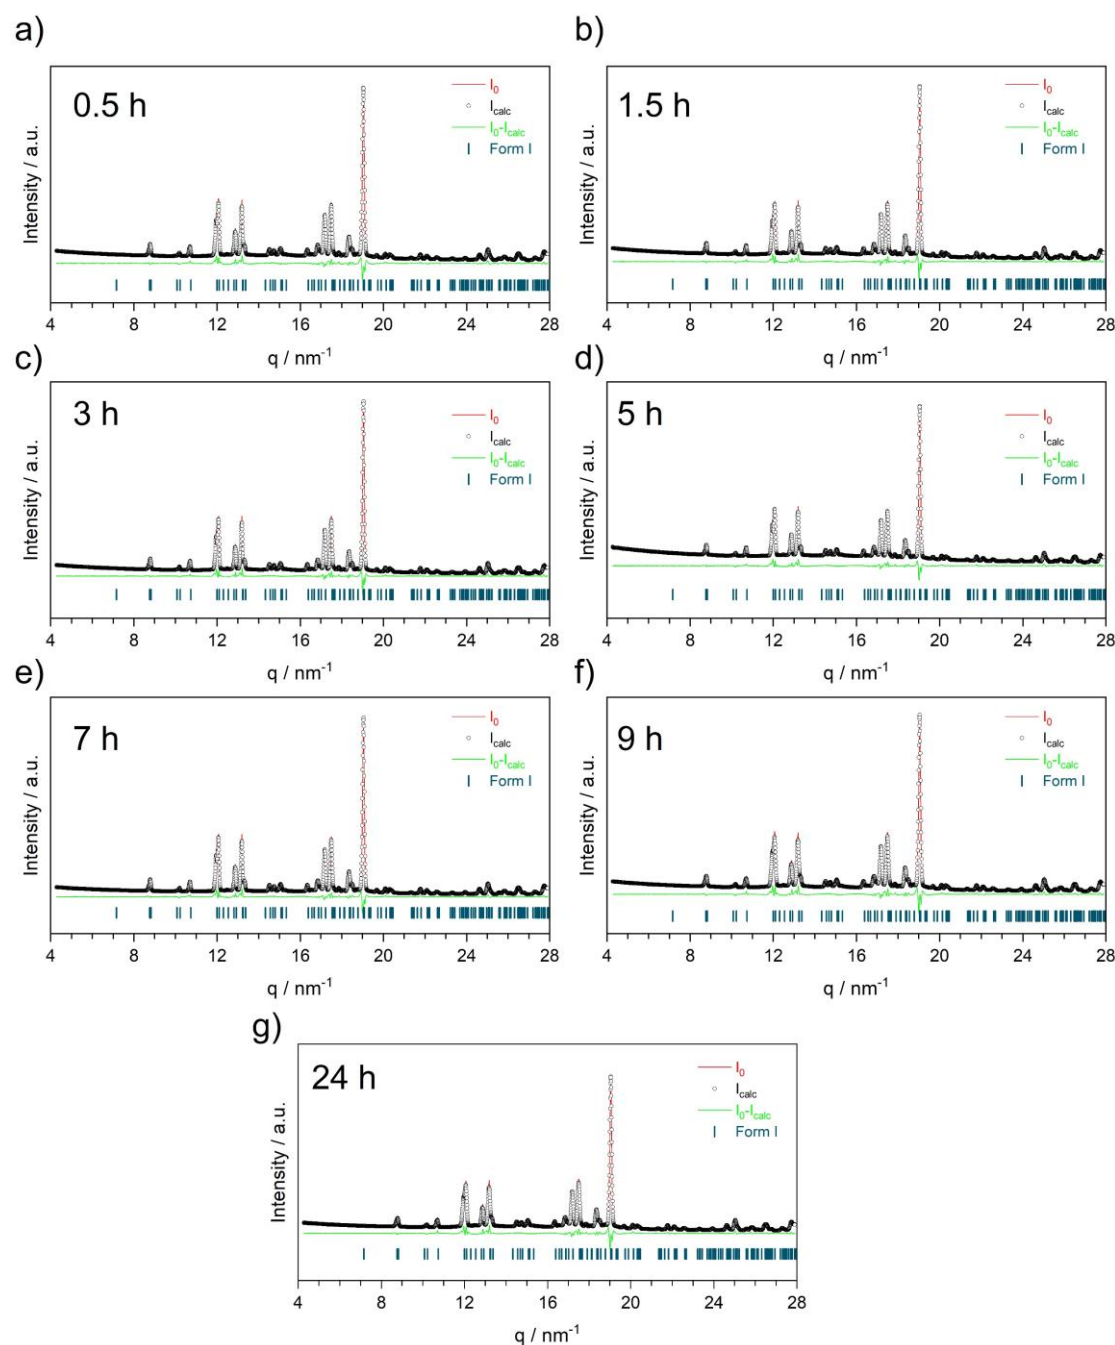 a)
0.5 h
I0
Icalc
I0-Icalc
Form I
Intensity / a.u.
4 8 12 16 20 24 28
q / nm-1
b)
1.5 h
I0
Icalc
I0-Icalc
Form I
Intensity / a.u.
4 8 12 16 20 24 28
q / nm-1
c)
3 h
I0
Icalc
I0-Icalc
Form I
Intensity / a.u.
4 8 12 16 20 24 28
q / nm-1
d)
5 h
I0
Icalc
I0-Icalc
Form I
Intensity / a.u.
4 8 12 16 20 24 28
q / nm-1
e)
7 h
I0
Icalc
I0-Icalc
Form I
Intensity / a.u.
4 8 12 16 20 24 28
q / nm-1
f)
9 h
I0
Icalc
I0-Icalc
Form I
Intensity / a.u.
4 8 12 16 20 24 28
q / nm-1
g)
24 h
I0
Icalc
I0-Icalc
Form I
Intensity / a.u.
4 8 12 16 20 24 28
q / nm-1